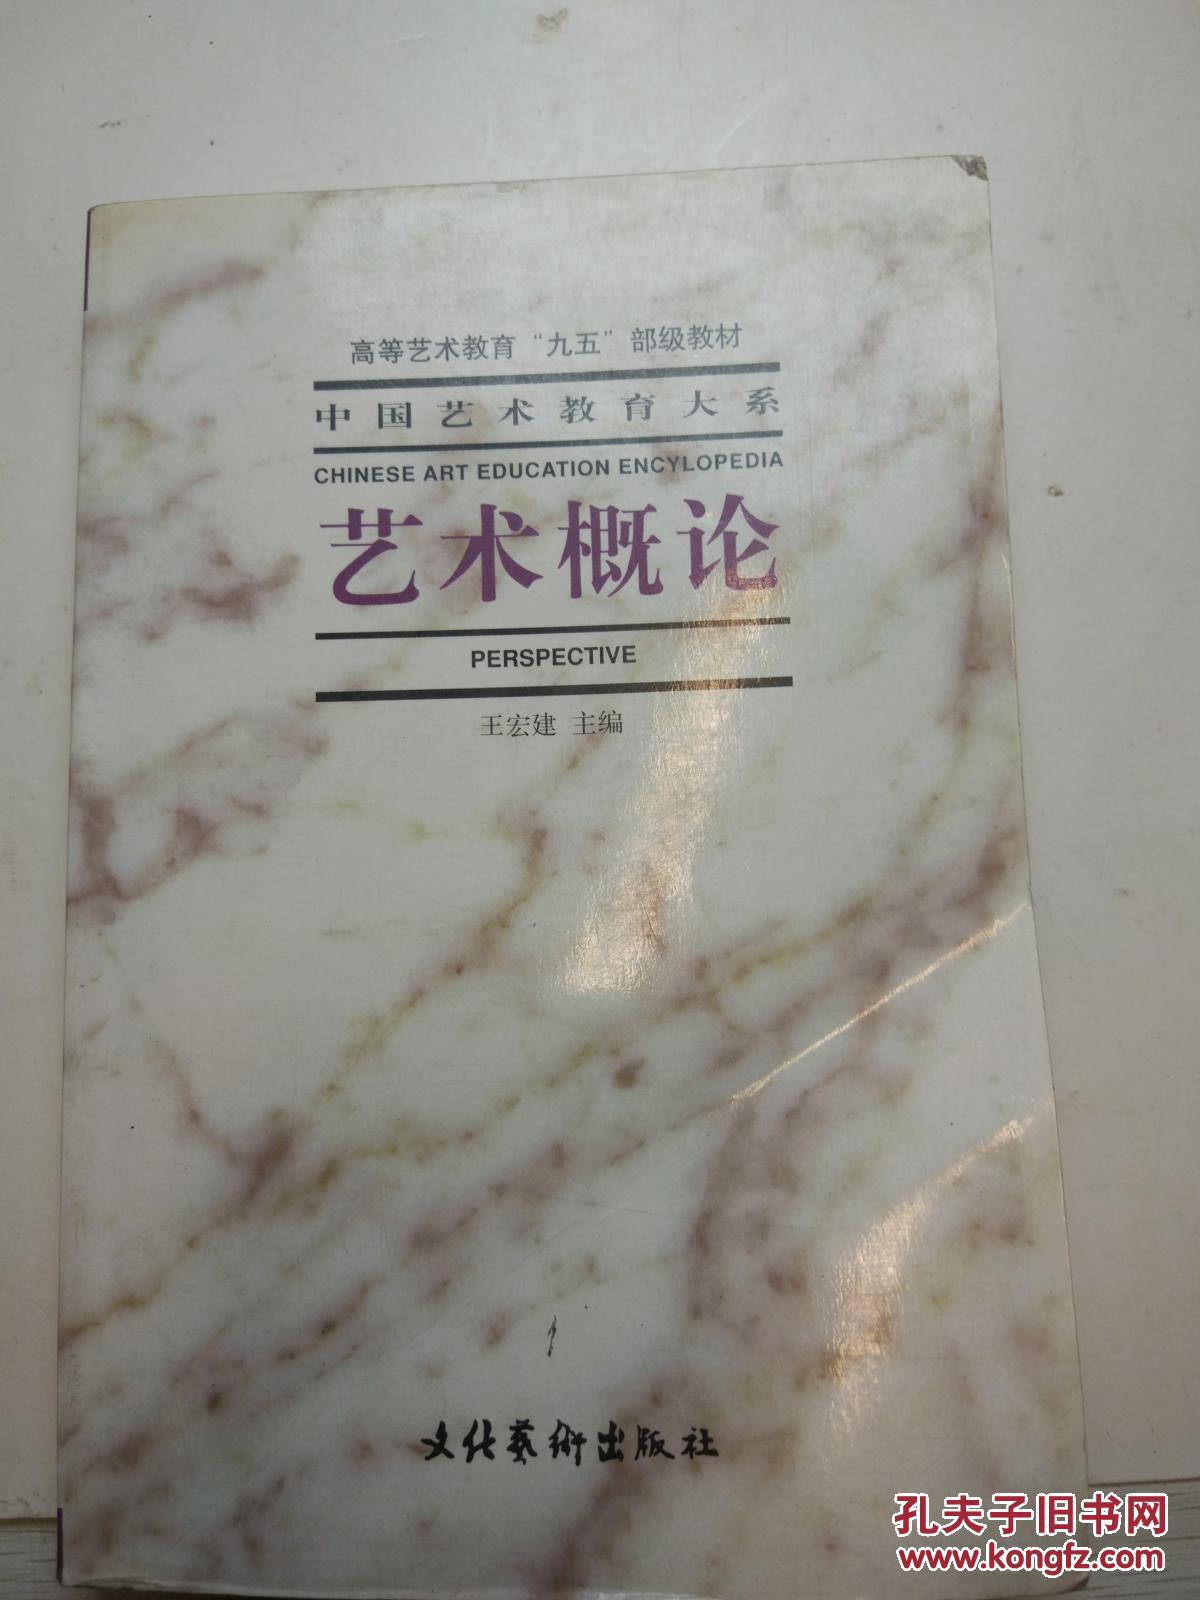 高等艺术教育“九五”部级教材
中国艺术教育大系
CHINESE ART EDUCATION ENCYLOPEDIA
艺术概论
PERSPECTIVE
王宏建 主编
文化藝術出版社
孔夫子旧书网
www.kongfz.com